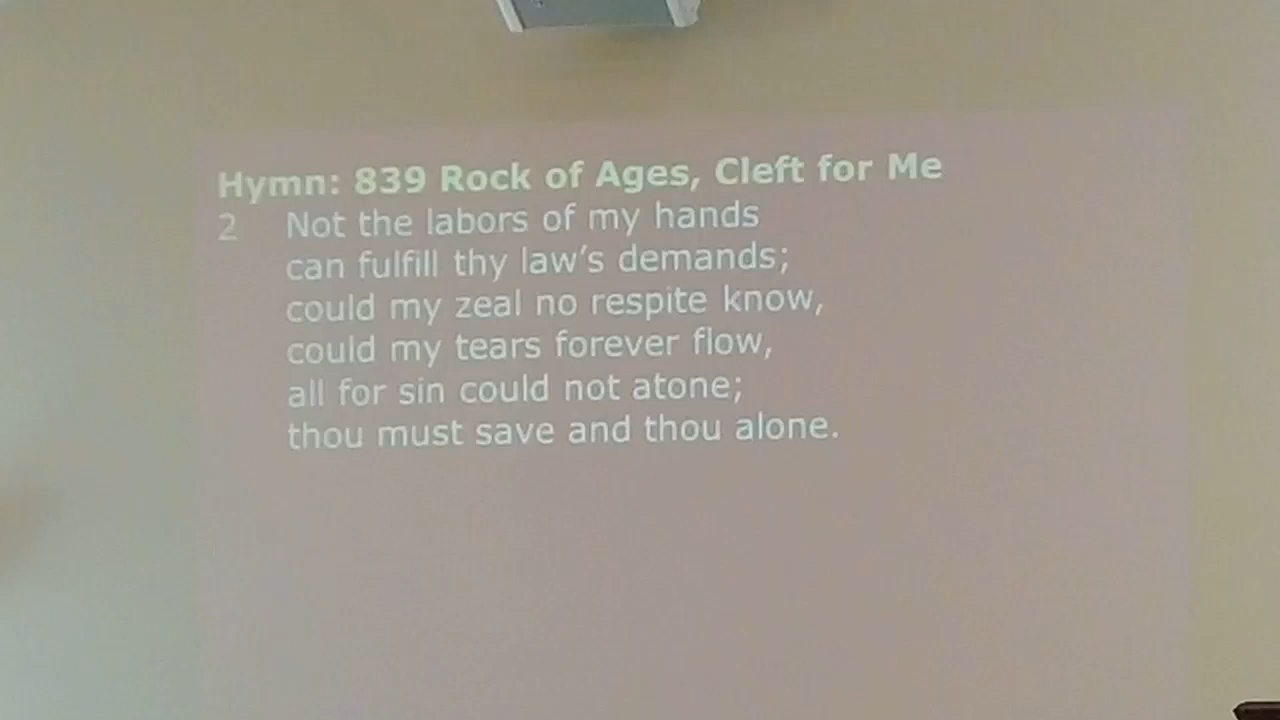 Hymn: 839 Rock of Ages, Cleft for Me
2 Not the labors of my hands
can fulfill thy law's demands;
could my zeal no respite know,
could my tears forever flow,
all for sin could not atone;
thou must save and thou alone.